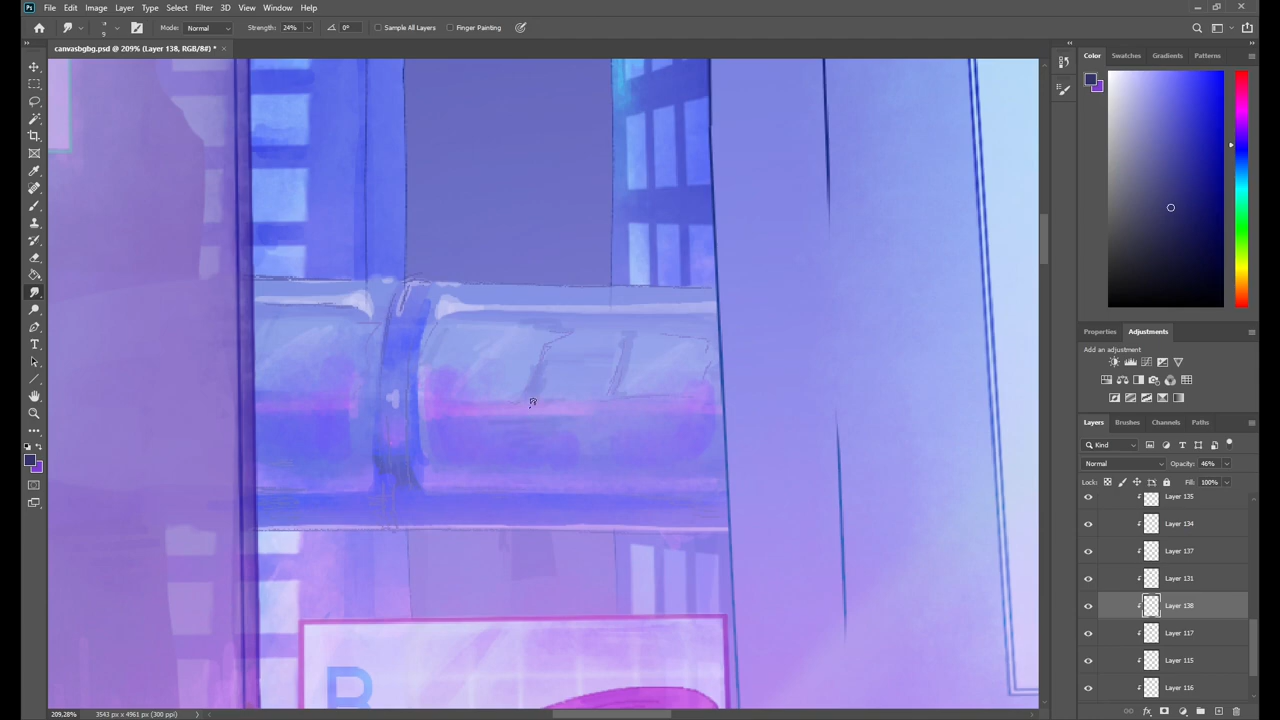 File Edit Image Layer Type Select Filter 3D View Window Help
9 Mode: Normal Strength: 24% 0° Sample All Layers Finger Painting
canvasbgbg.psd @ 209% (Layer 138, RGB/8#) *
Color Swatches Gradients Patterns
Properties Adjustments
Add an adjustment
Layers Brushes Channels Paths
Kind
Normal Opacity: 46%
Lock: Fill: 100%
Layer 135
Layer 134
Layer 137
Layer 131
Layer 138
Layer 117
Layer 115
Layer 116
B
209.28% 3543 px x 4961 px (300 ppi)